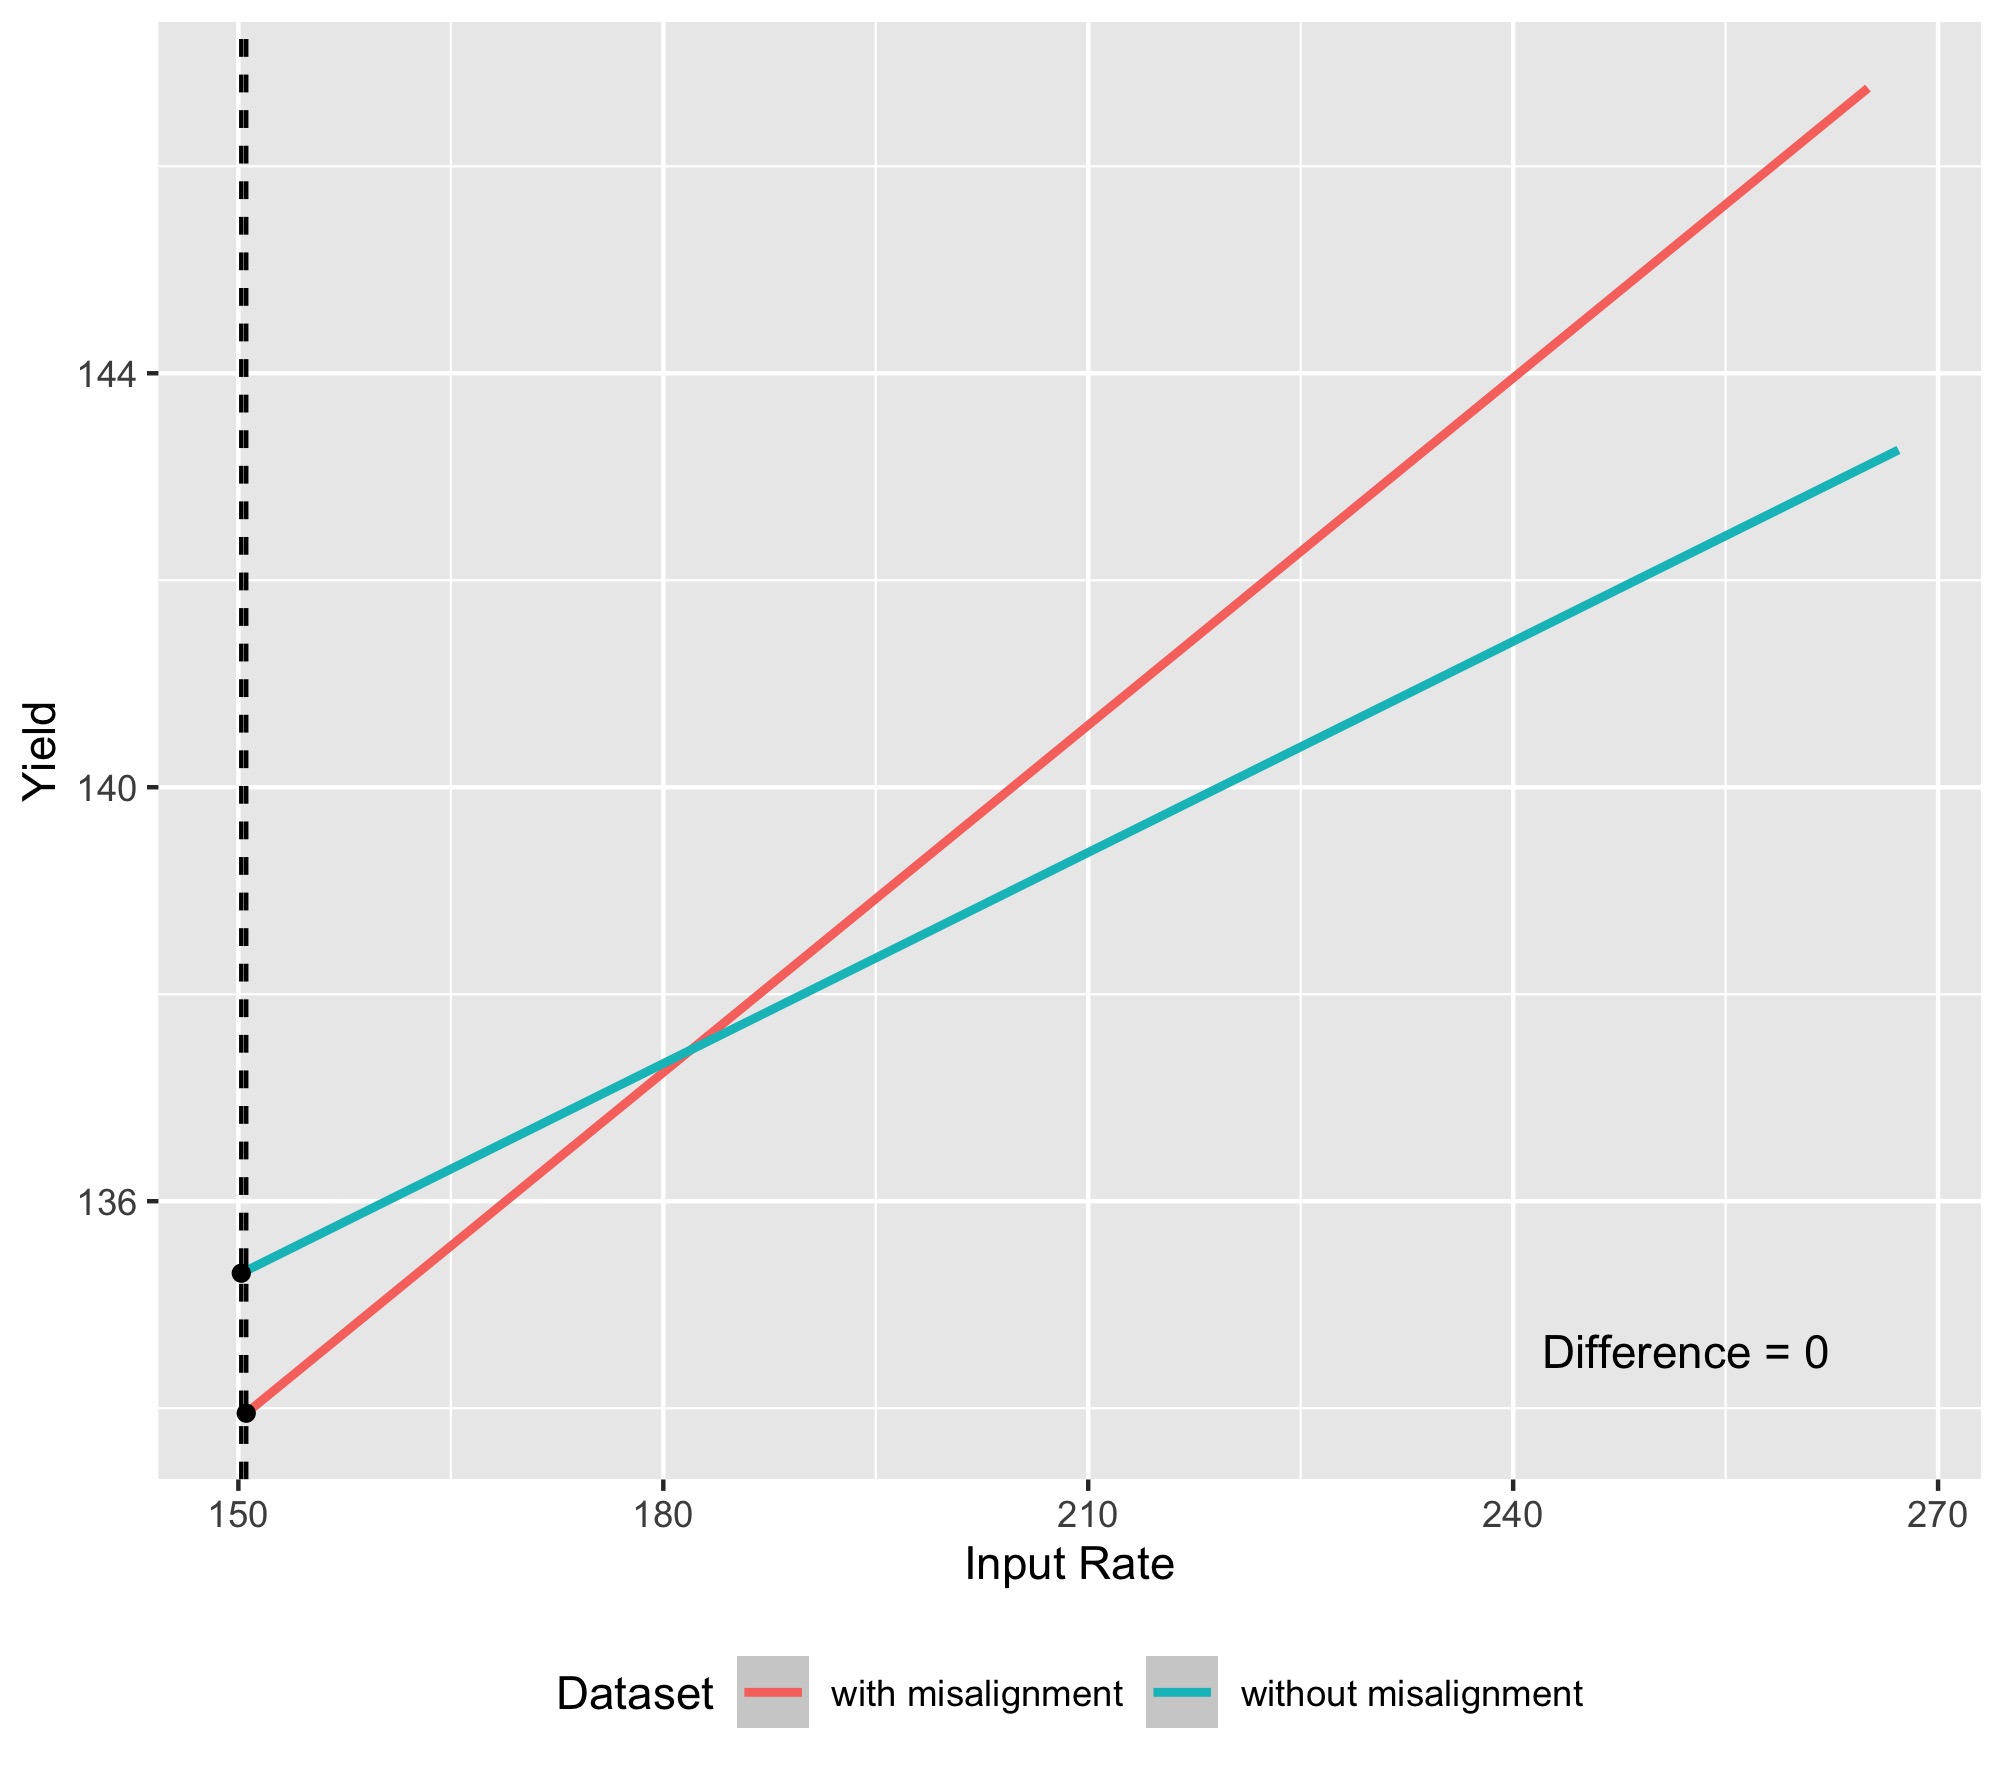 144
140
136
Yield
Difference = 0
150 180 210 240 270
Input Rate
Dataset with misalignment without misalignment